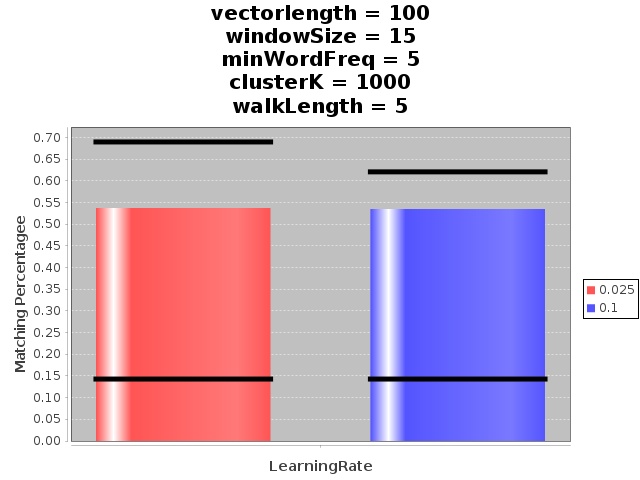 vectorlength = 100
windowSize = 15
minWordFreq = 5
clusterK = 1000
walkLength = 5
Matching Percentagee
0.70
0.65
0.60
0.55
0.50
0.45
0.40
0.35
0.30
0.25
0.20
0.15
0.10
0.05
0.00
LearningRate
0.025
0.1